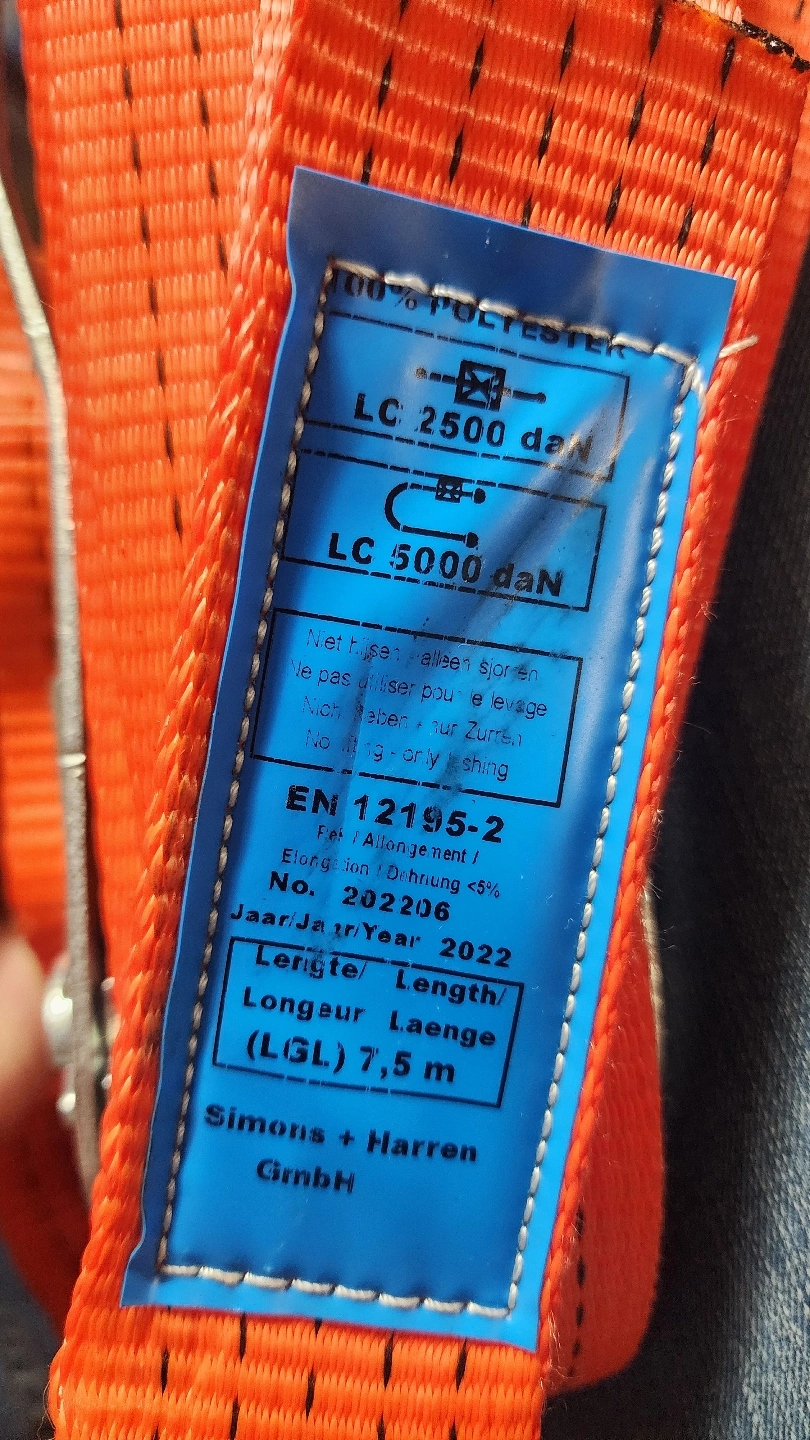 100% POLYESTER
LC 2500 daN
LC 5000 daN
Niet hijsen - alleen sjorren
Ne pas utiliser pour le levage
Nicht heben - nur Zurren
No lifting - only lashing
EN 12195-2
Rek / Allongement /
Elongation / Dehnung <5%
No. 202206
Jaar/Jahr/Year 2022
Lengte/ Length/
Longeur Laenge
(LGL) 7,5 m
Simons + Harren
GmbH